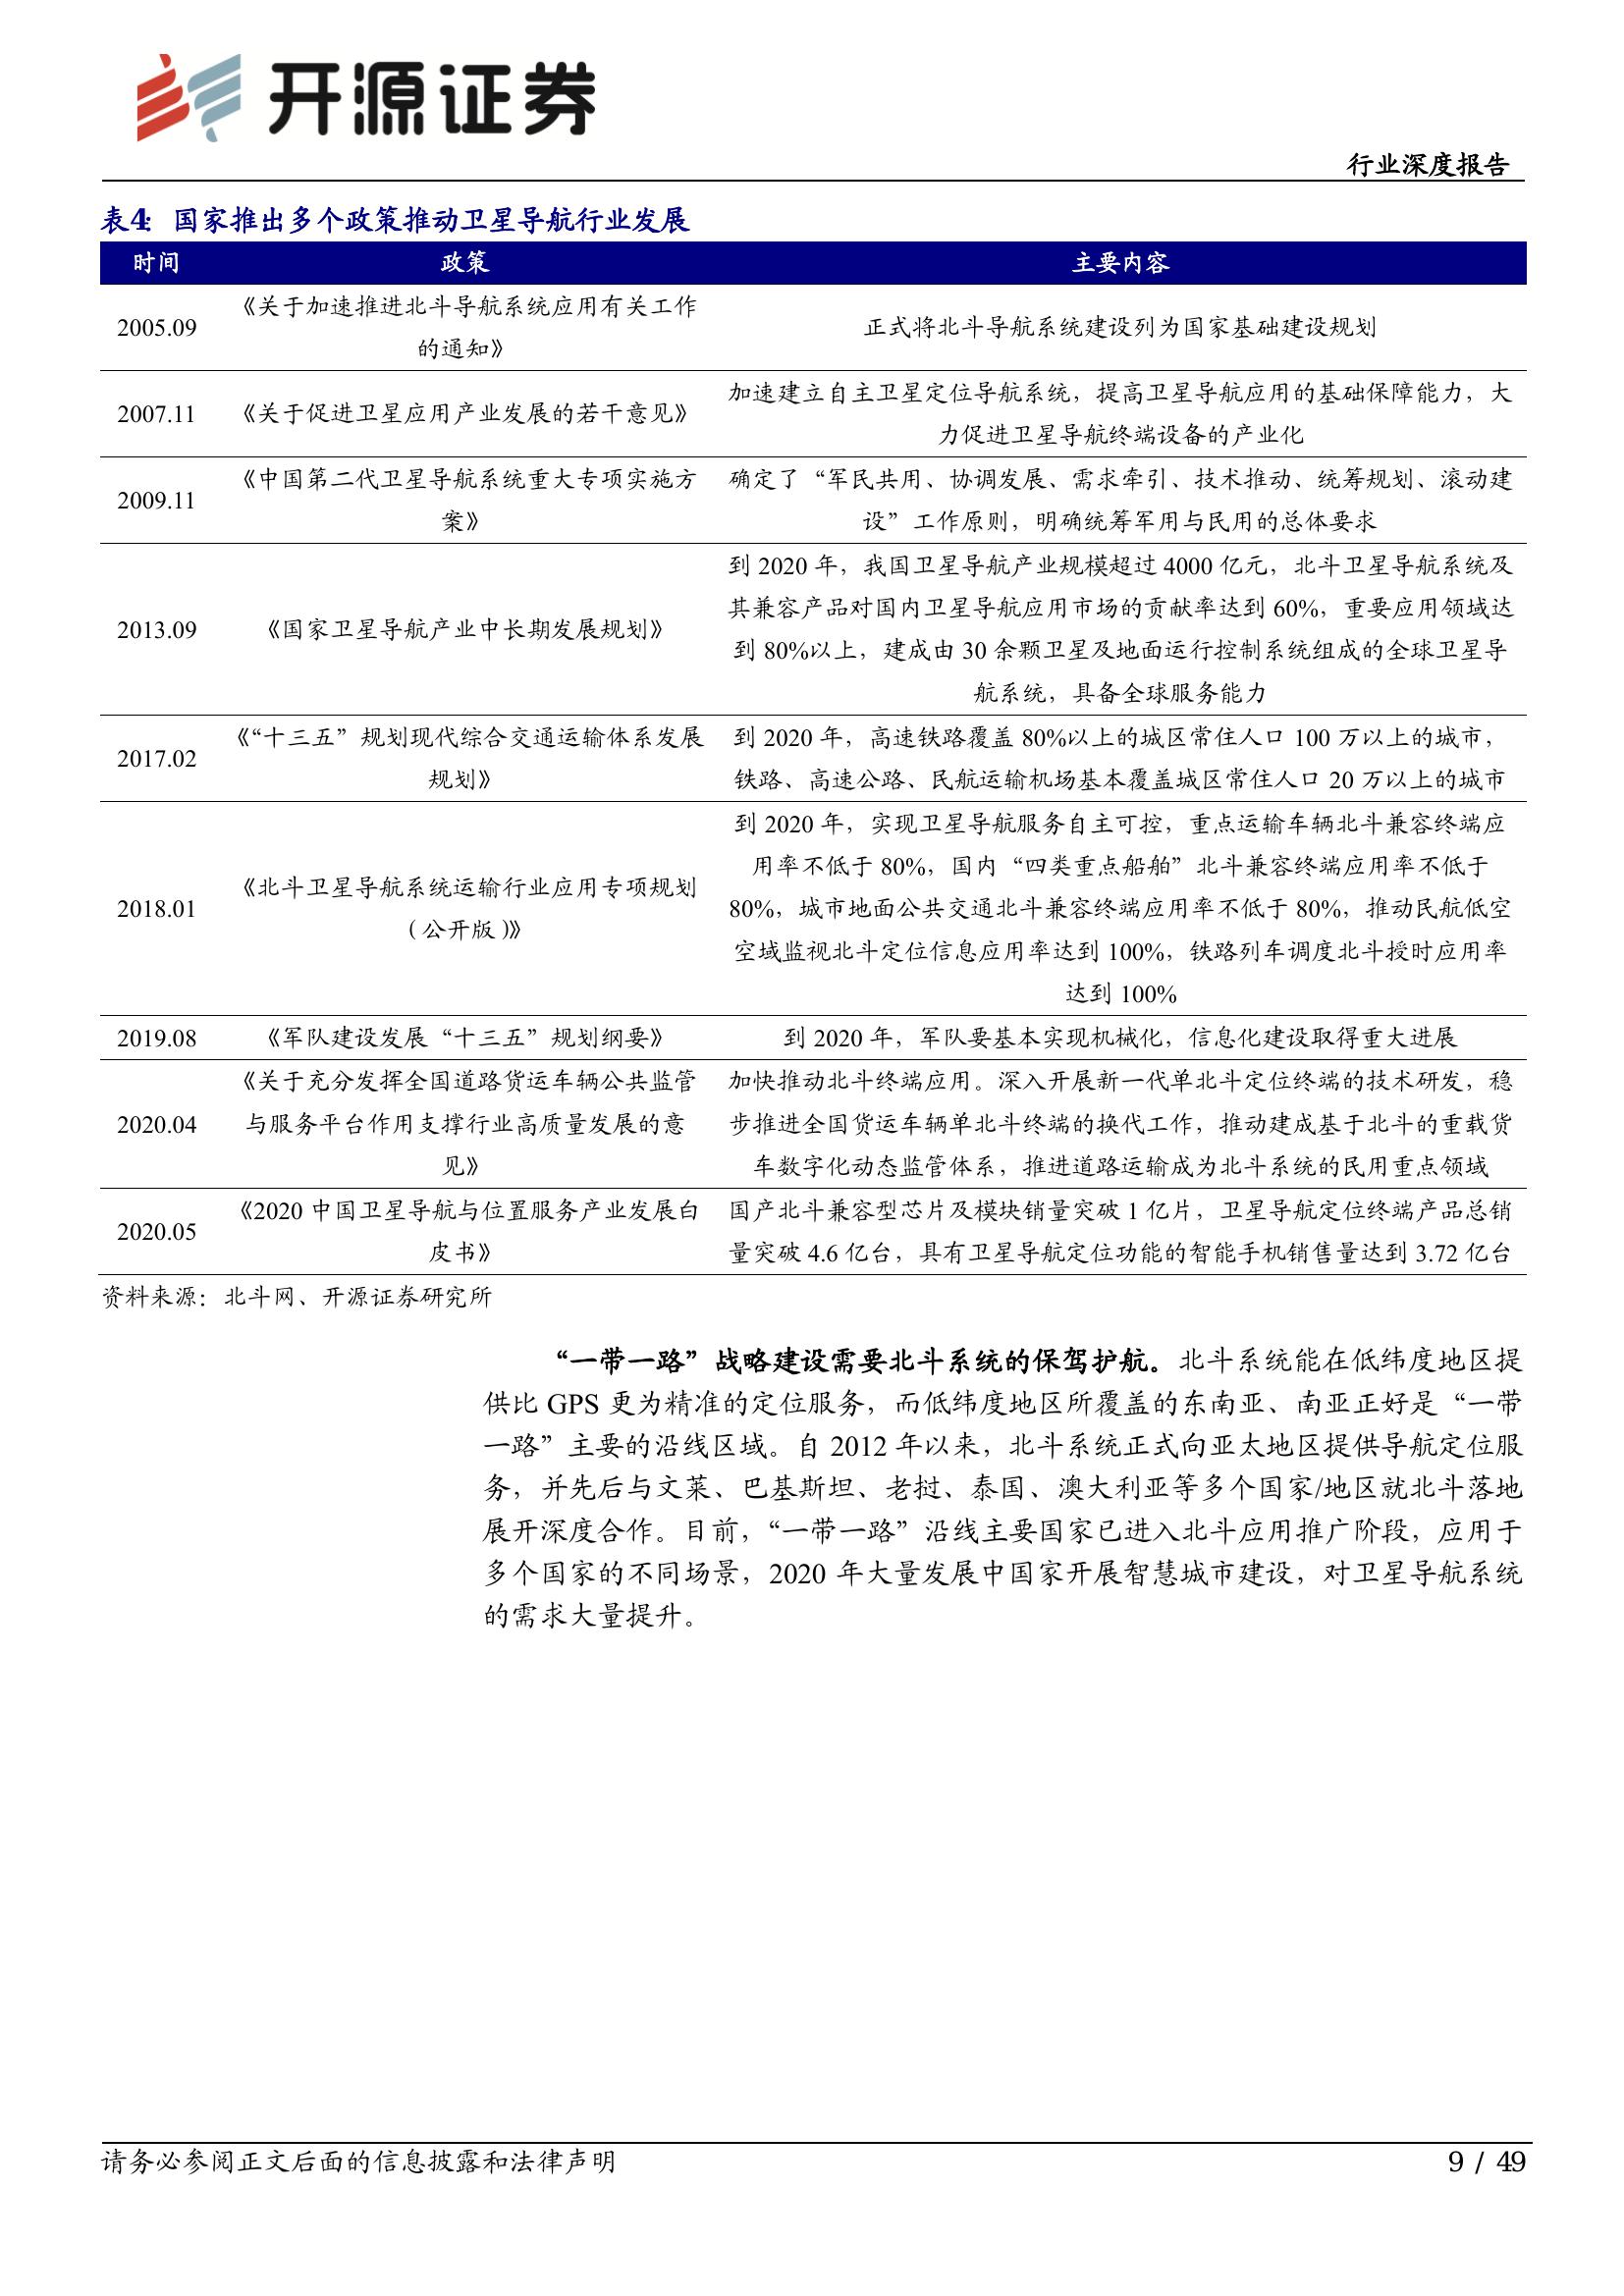 开源证券
行业深度报告
表4：国家推出多个政策推动卫星导航行业发展
时间 政策 主要内容
2005.09 《关于加速推进北斗导航系统应用有关工作
的通知》
正式将北斗导航系统建设列为国家基础建设规划
2007.11 《关于促进卫星应用产业发展的若干意见》
加速建立自主卫星定位导航系统，提高卫星导航应用的基础保障能力，大
力促进卫星导航终端设备的产业化
2009.11 《中国第二代卫星导航系统重大专项实施方
案》
确定了“军民共用、协调发展、需求牵引、技术推动、统筹规划、滚动建
设”工作原则，明确统筹军用与民用的总体要求
2013.09 《国家卫星导航产业中长期发展规划》
到 2020 年，我国卫星导航产业规模超过 4000 亿元，北斗卫星导航系统及
其兼容产品对国内卫星导航应用市场的贡献率达到 60%，重要应用领域达
到 80%以上，建成由 30 余颗卫星及地面运行控制系统组成的全球卫星导
航系统，具备全球服务能力
2017.02 《“十三五”规划现代综合交通运输体系发展
规划》
到 2020 年，高速铁路覆盖 80%以上的城区常住人口 100 万以上的城市，
铁路、高速公路、民航运输机场基本覆盖城区常住人口 20 万以上的城市
2018.01 《北斗卫星导航系统运输行业应用专项规划
（公开版）》
到 2020 年，实现卫星导航服务自主可控，重点运输车辆北斗兼容终端应
用率不低于 80%，国内“四类重点船舶”北斗兼容终端应用率不低于
80%，城市地面公共交通北斗兼容终端应用率不低于 80%，推动民航低空
空域监视北斗定位信息应用率达到 100%，铁路列车调度北斗授时应用率
达到 100%
2019.08 《军队建设发展“十三五”规划纲要》 到 2020 年，军队要基本实现机械化，信息化建设取得重大进展
2020.04 《关于充分发挥全国道路货运车辆公共监管
与服务平台作用支撑行业高质量发展的意
见》
加快推动北斗终端应用。深入开展新一代单北斗定位终端的技术研发，稳
步推进全国货运车辆单北斗终端的换代工作，推动建成基于北斗的重载货
车数字化动态监管体系，推进道路运输成为北斗系统的民用重点领域
2020.05 《2020 中国卫星导航与位置服务产业发展白
皮书》
国产北斗兼容型芯片及模块销量突破 1 亿片，卫星导航定位终端产品总销
量突破 4.6 亿台，具有卫星导航定位功能的智能手机销售量达到 3.72 亿台
资料来源：北斗网、开源证券研究所
“一带一路”战略建设需要北斗系统的保驾护航。北斗系统能在低纬度地区提
供比 GPS 更为精准的定位服务，而低纬度地区所覆盖的东南亚、南亚正好是“一带
一路”主要的沿线区域。自 2012 年以来，北斗系统正式向亚太地区提供导航定位服
务，并先后与文莱、巴基斯坦、老挝、泰国、澳大利亚等多个国家/地区就北斗落地
展开深度合作。目前，“一带一路”沿线主要国家已进入北斗应用推广阶段，应用于
多个国家的不同场景，2020 年大量发展中国家开展智慧城市建设，对卫星导航系统
的需求大量提升。
请务必参阅正文后面的信息披露和法律声明
9 / 49